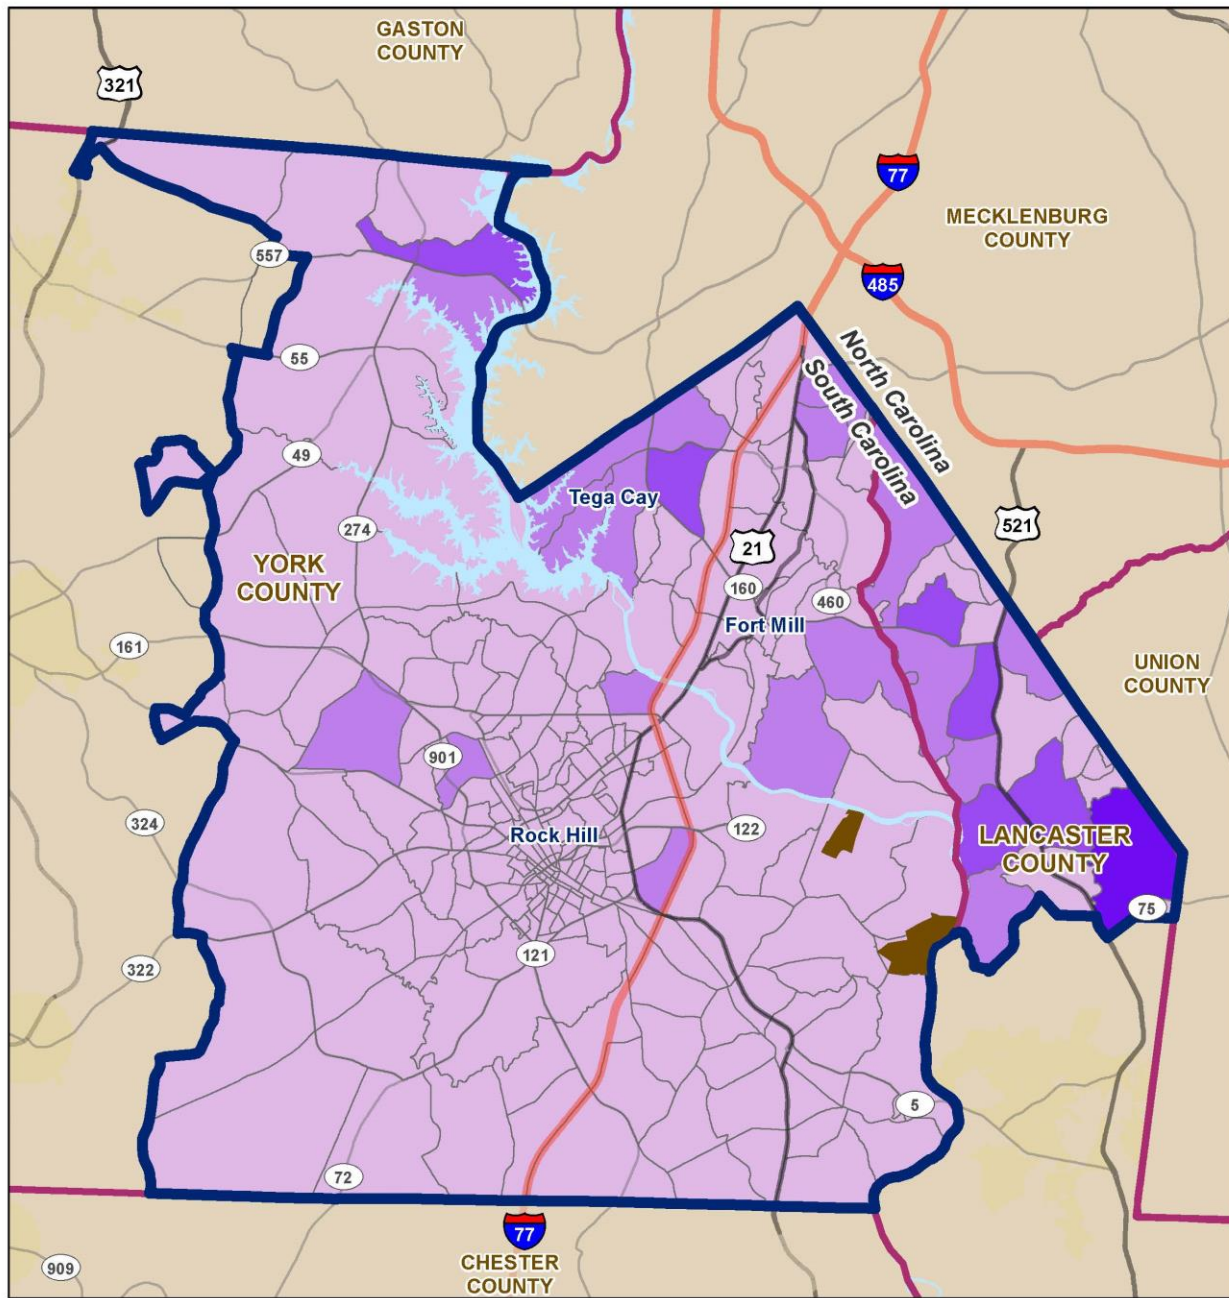 GASTON
COUNTY
321
77
MECKLENBURG
COUNTY
557
485
North Carolina
South Carolina
55
49
Tega Cay
521
274
21
YORK
COUNTY
160
460
Fort Mill
161
UNION
COUNTY
901
324
Rock Hill
122
LANCASTER
COUNTY
75
121
322
5
72
77
CHESTER
COUNTY
909